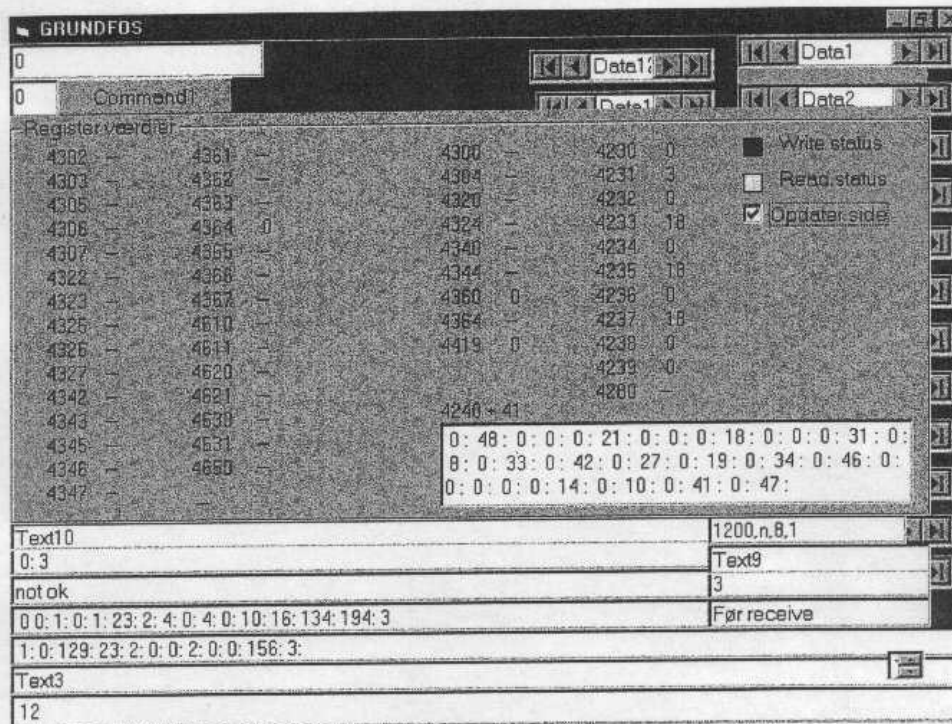 GRUNDFOS
0
Data12 Data1
0 Command1
Data1 Data2
Register værdier
4302 – 4361 – 4300 – 4230 0 Write status
4303 – 4362 – 4304 – 4231 3 Read status
4305 – 4363 – 4320 – 4232 0 Opdater side
4306 – 4364 0 4324 – 4233 18
4307 – 4365 – 4340 – 4234 0
4322 – 4366 – 4344 – 4235 18
4323 – 4367 – 4360 0 4236 0
4325 – 4610 – 4364 – 4237 18
4326 – 4611 – 4419 0 4238 0
4327 – 4620 – 4239 0
4342 – 4621 – 4280 –
4343 – 4630 – 4240 + 41
4345 – 4631 –
4346 – 4650 –
4347 –
0: 48: 0: 0: 0: 21: 0: 0: 0: 18: 0: 0: 0: 31: 0:
8: 0: 33: 0: 42: 0: 27: 0: 19: 0: 34: 0: 46: 0:
0: 0: 0: 0: 14: 0: 10: 0: 41: 0: 47:
Text10 1200,n,8,1
0: 3 Text9
not ok 3
0 0: 1: 0: 1: 23: 2: 4: 0: 4: 0: 10: 16: 134: 194: 3 Før receive
1: 0: 129: 23: 2: 0: 0: 2: 0: 0: 156: 3:
Text3
12